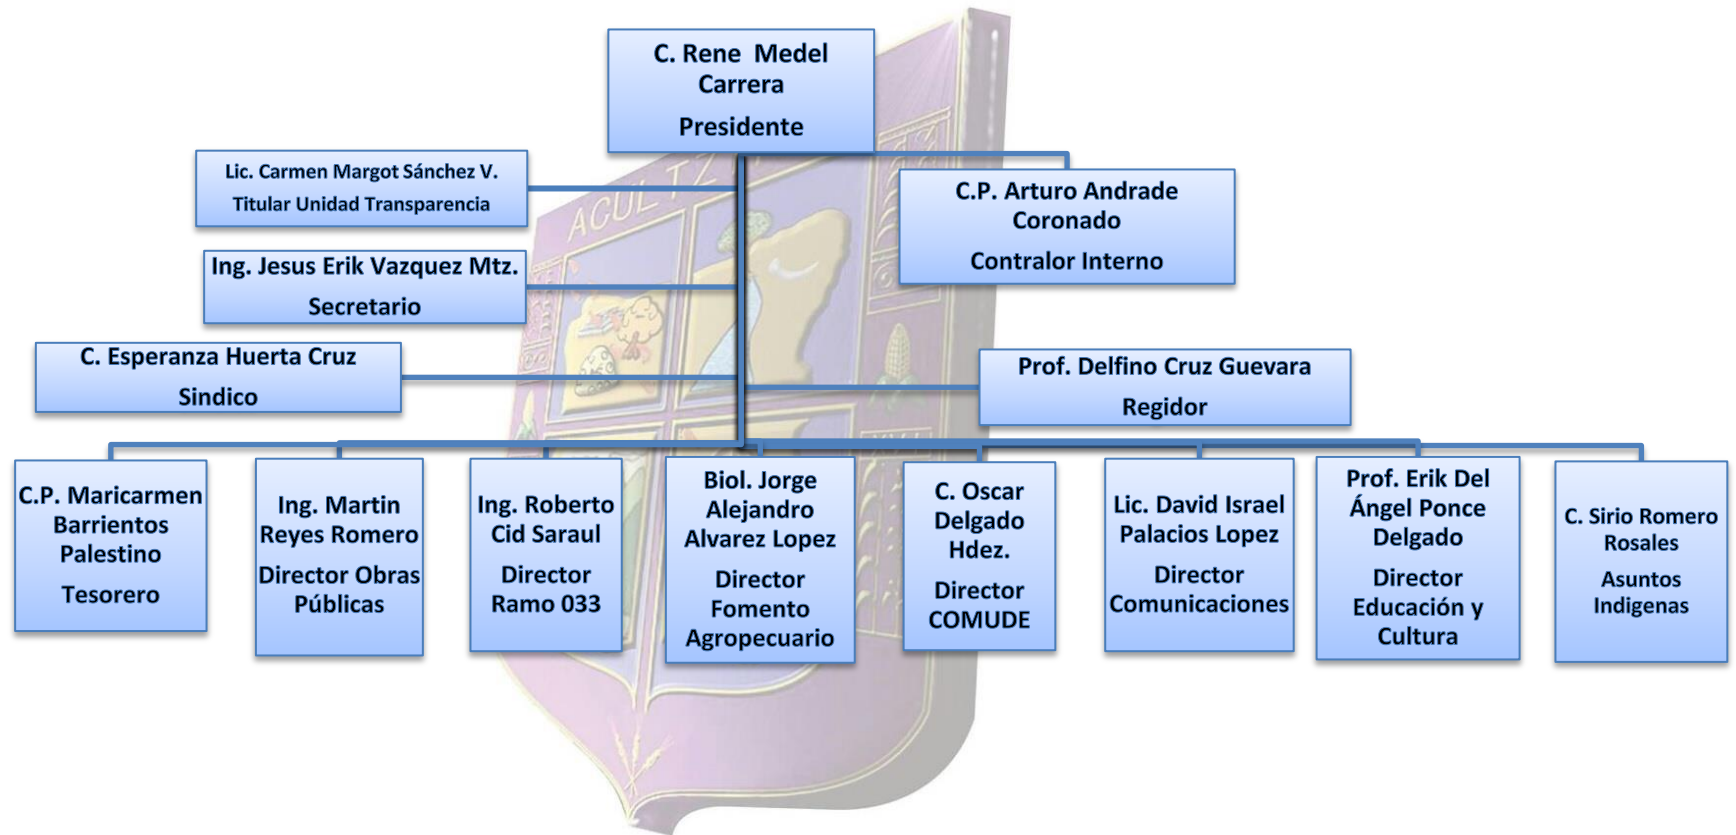 C. Rene  Medel
Carrera
Presidente
Lic. Carmen Margot Sánchez V.
Titular Unidad Transparencia
C.P. Arturo Andrade
Coronado
Contralor Interno
Ing. Jesus Erik Vazquez Mtz.
Secretario
C. Esperanza Huerta Cruz
Sindico
Prof. Delfino Cruz Guevara
Regidor
C.P. Maricarmen
Barrientos
Palestino
Tesorero
Ing. Martin
Reyes Romero
Director Obras
Públicas
Ing. Roberto
Cid Saraul
Director
Ramo 033
Biol. Jorge
Alejandro
Alvarez Lopez
Director
Fomento
Agropecuario
C. Oscar
Delgado
Hdez.
Director
COMUDE
Lic. David Israel
Palacios Lopez
Director
Comunicaciones
Prof. Erik Del
Ángel Ponce
Delgado
Director
Educación y
Cultura
C. Sirio Romero
Rosales
Asuntos
Indigenas
ACULTZ